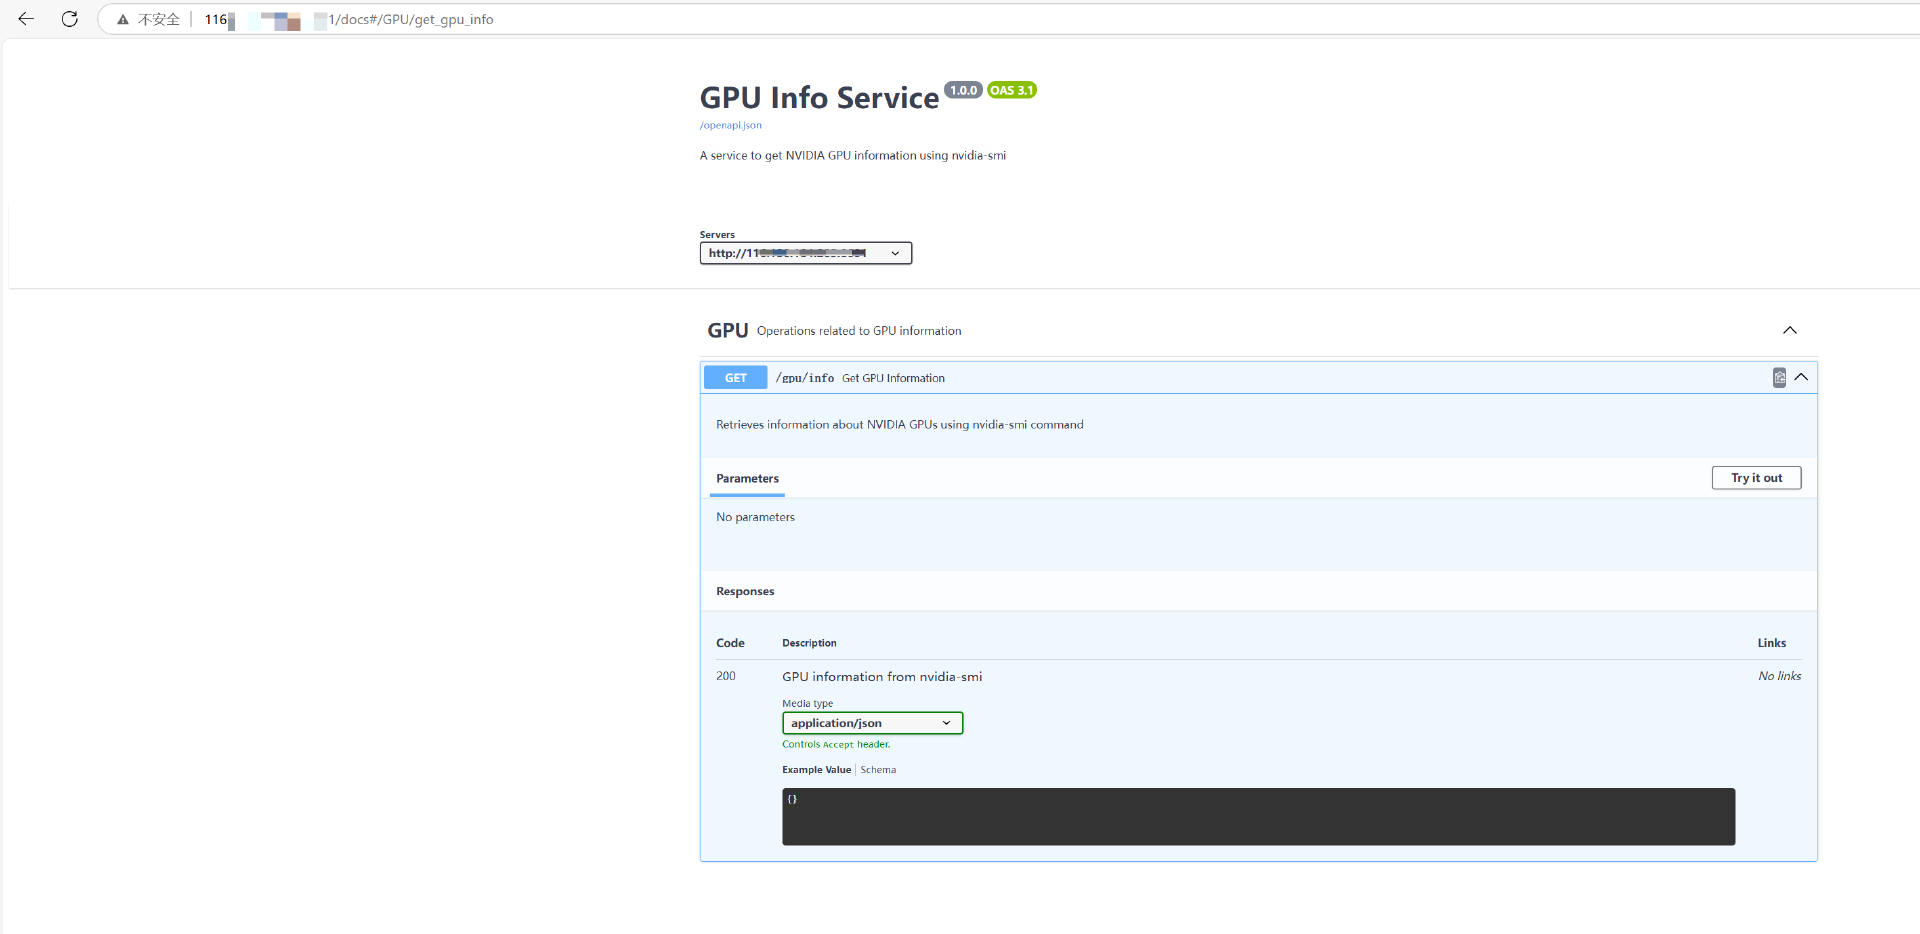 不安全 116 1/docs#/GPU/get_gpu_info
GPU Info Service 1.0.0 OAS 3.1
/openapi.json
A service to get NVIDIA GPU information using nvidia-smi
Servers
http://11
GPU Operations related to GPU information
GET /gpu/info Get GPU Information
Retrieves information about NVIDIA GPUs using nvidia-smi command
Parameters Try it out
No parameters
Responses
Code Description Links
200 GPU information from nvidia-smi No links
Media type
application/json
Controls Accept header.
Example Value Schema
{}